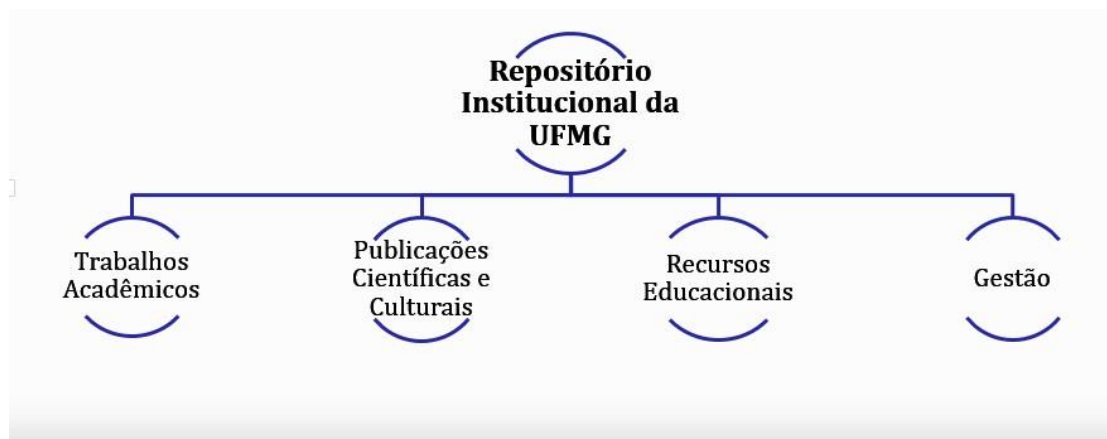 Repositório
Institucional da
UFMG
Trabalhos
Acadêmicos
Publicações
Científicas e
Culturais
Recursos
Educacionais
Gestão